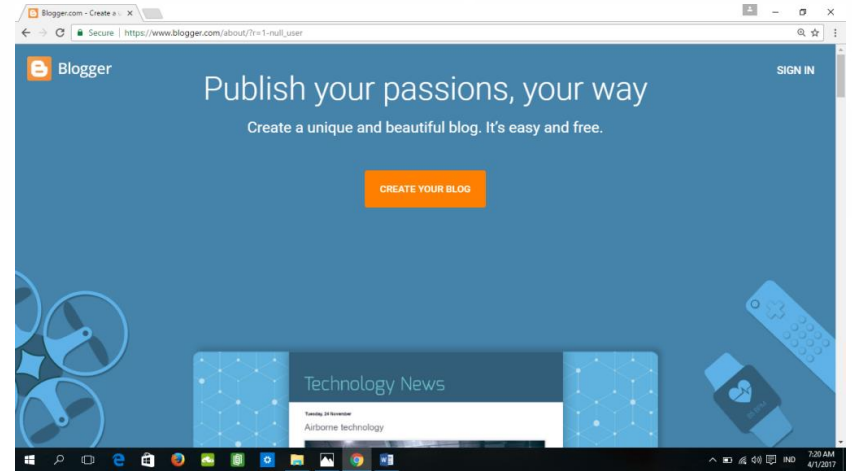 Blogger.com - Create a
Secure | https://www.blogger.com/about/?r=1-null_user
Blogger
SIGN IN
Publish your passions, your way
Create a unique and beautiful blog. It's easy and free.
CREATE YOUR BLOG
Technology News
Tuesday, 24 November
Airborne technology
IND
7:20 AM
4/1/2017